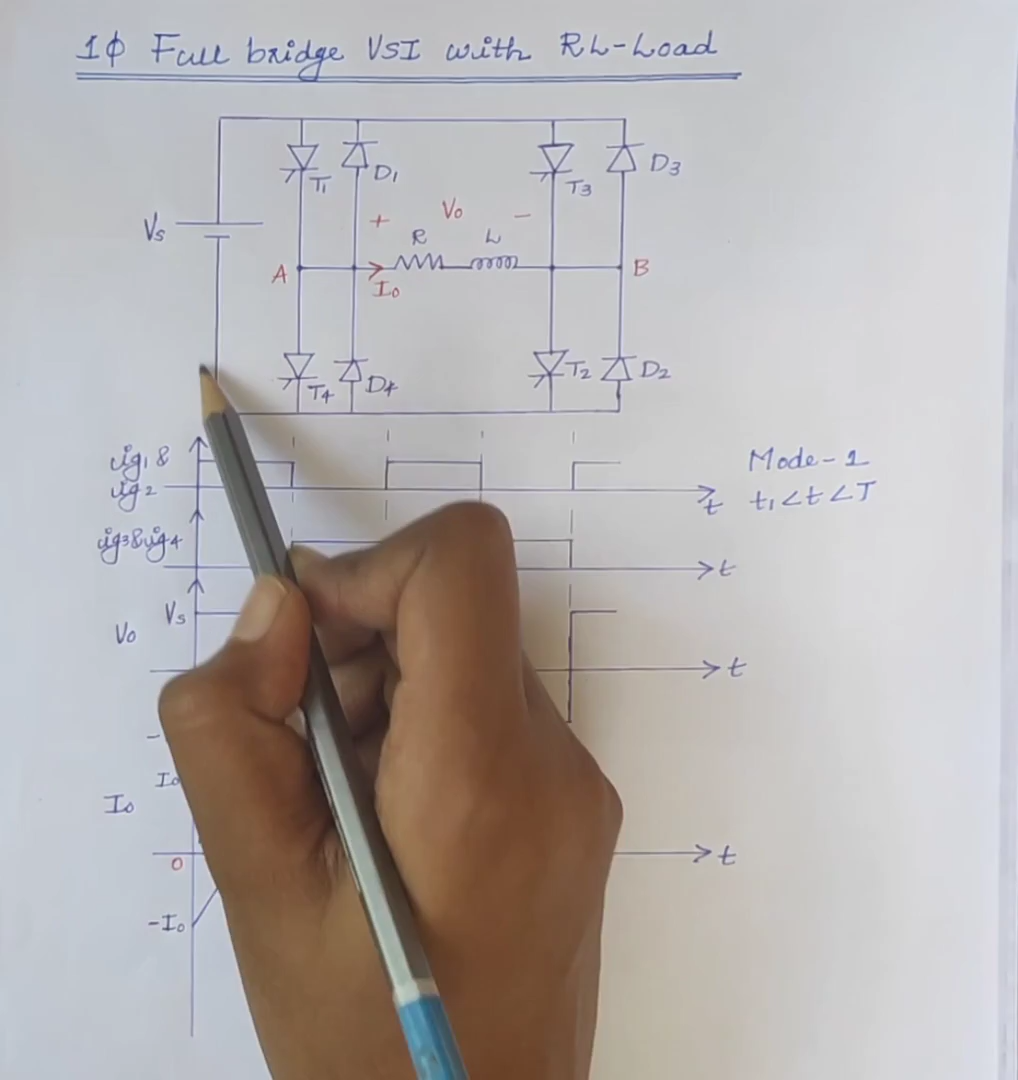 1ϕ Full bridge VSI with RL-Load
T1 D1 T3 D3
Vs + Vo -
R L
A Io B
T4 D4 T2 D2
ig1 & Mode-1
ig2 t t1<t<T
ig3&ig4 t
Vs
Vo t
-
Io
Io t
0
-Io